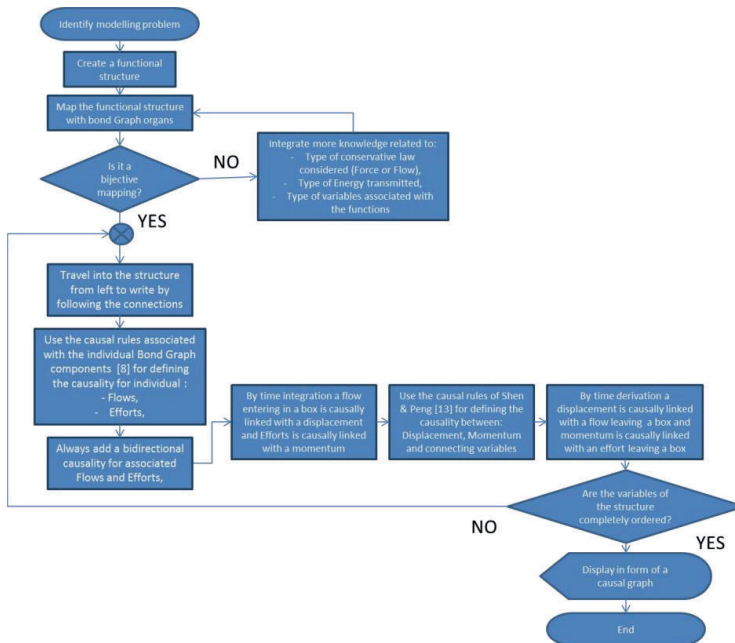 Identify modelling problem
Create a functional
structure
Map the functional structure
with bond Graph organs
Is it a
bijective
mapping?
NO
Integrate more knowledge related to:
- Type of conservative law
considered (Force or Flow),
- Type of Energy transmitted,
- Type of variables associated with
the functions
YES
Travel into the structure
from left to write by
following the connections
Use the causal rules associated
with the individual Bond Graph
components [8] for defining
the causality for individual :
- Flows,
- Efforts,
Always add a bidirectional
causality for associated
Flows and Efforts,
By time integration a flow
entering in a box is causally
linked with a displacement
and Efforts is causally linked
with a momentum
Use the causal rules of Shen
& Peng [13] for defining the
causality between:
Displacement, Momentum
and connecting variables
By time derivation a
displacement is causally linked
with a flow leaving a box and
momentum is causally linked
with an effort leaving a box
Are the variables of
the structure
completely ordered?
NO
YES
Display in form of a
causal graph
End